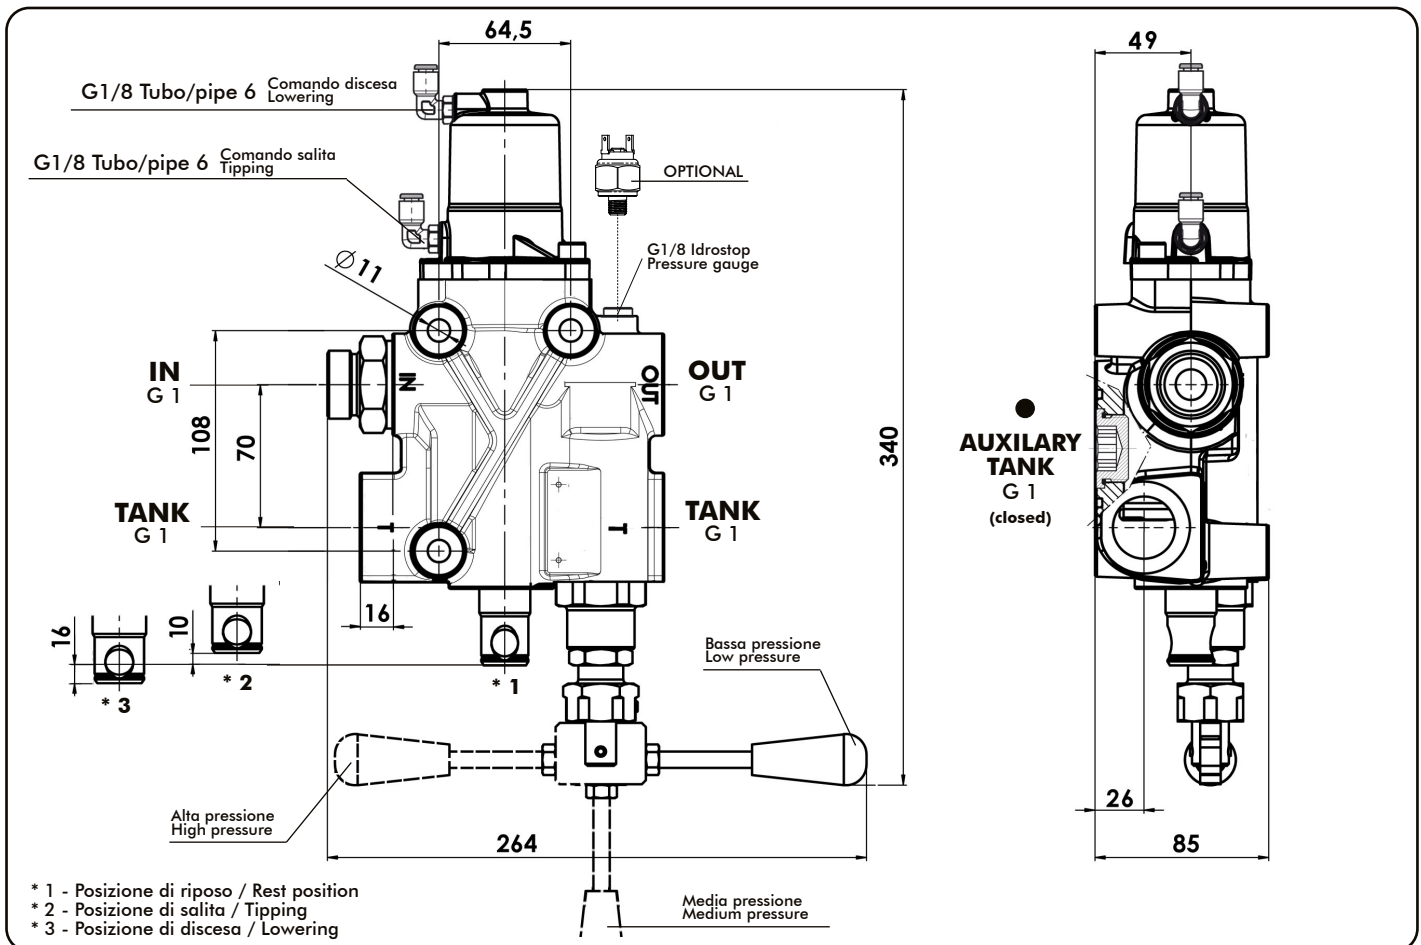 64,5
49
G1/8 Tubo/pipe 6 Comando discesa
Lowering
G1/8 Tubo/pipe 6 Comando salita
Tipping
OPTIONAL
G1/8 Idrostop
Pressure gauge
Ø 11
IN
G 1
IN
OUT
OUT
G 1
108
70
340
AUXILARY
TANK
G 1
(closed)
TANK
G 1
T
T
TANK
G 1
16
16
10
* 3
* 2
* 1
Bassa pressione
Low pressure
26
85
Alta pressione
High pressure
264
Media pressione
Medium pressure
* 1 - Posizione di riposo / Rest position
* 2 - Posizione di salita / Tipping
* 3 - Posizione di discesa / Lowering